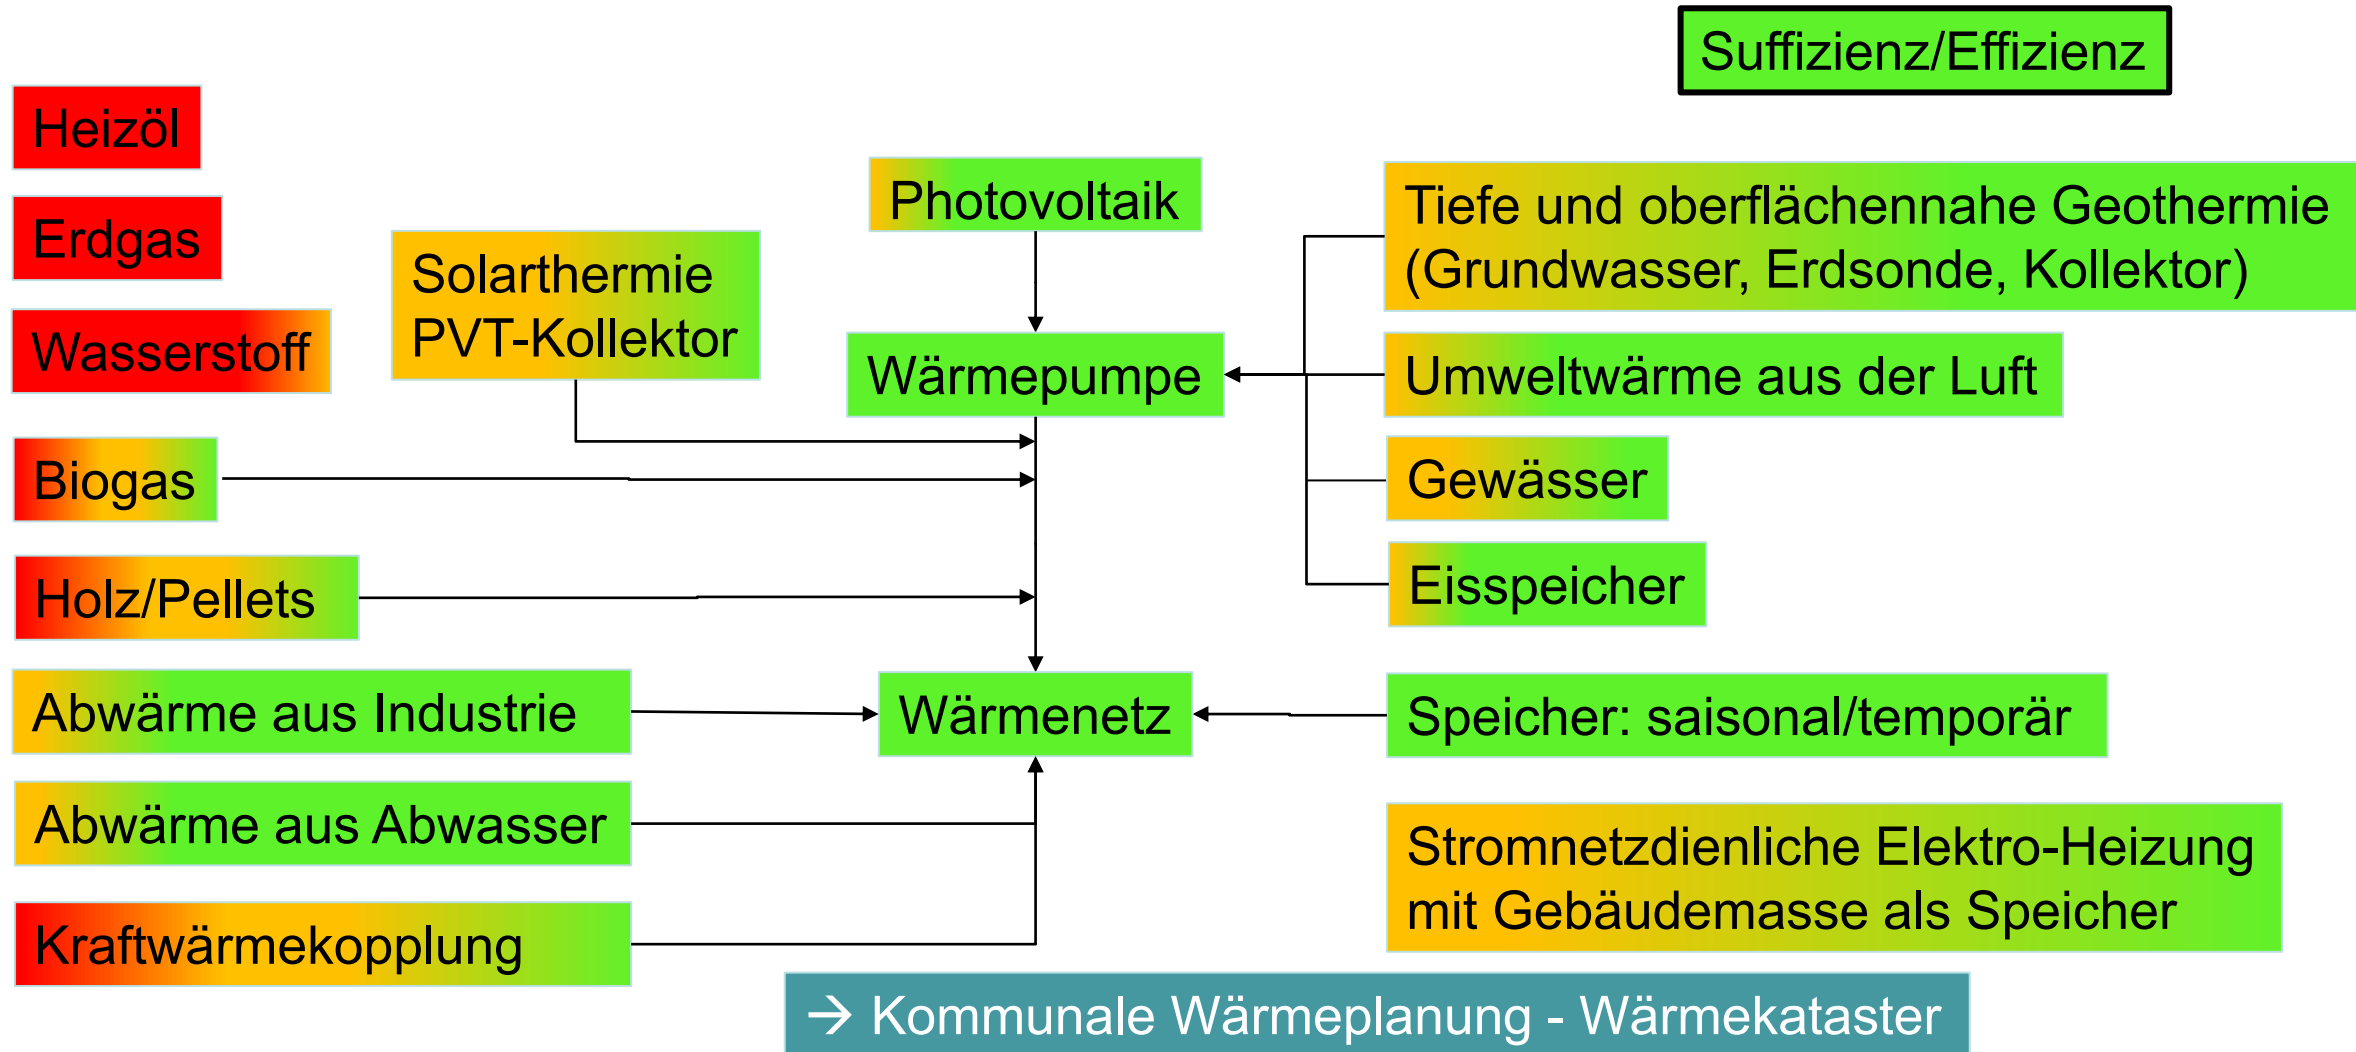 Suffizienz/Effizienz
Heizöl
Erdgas
Wasserstoff
Biogas
Holz/Pellets
Abwärme aus Industrie
Abwärme aus Abwasser
Kraftwärmekopplung
Solarthermie
PVT-Kollektor
Photovoltaik
Wärmepumpe
Wärmenetz
Tiefe und oberflächennahe Geothermie
(Grundwasser, Erdsonde, Kollektor)
Umweltwärme aus der Luft
Gewässer
Eisspeicher
Speicher: saisonal/temporär
Stromnetzdienliche Elektro-Heizung
mit Gebäudemasse als Speicher
→ Kommunale Wärmeplanung - Wärmekataster